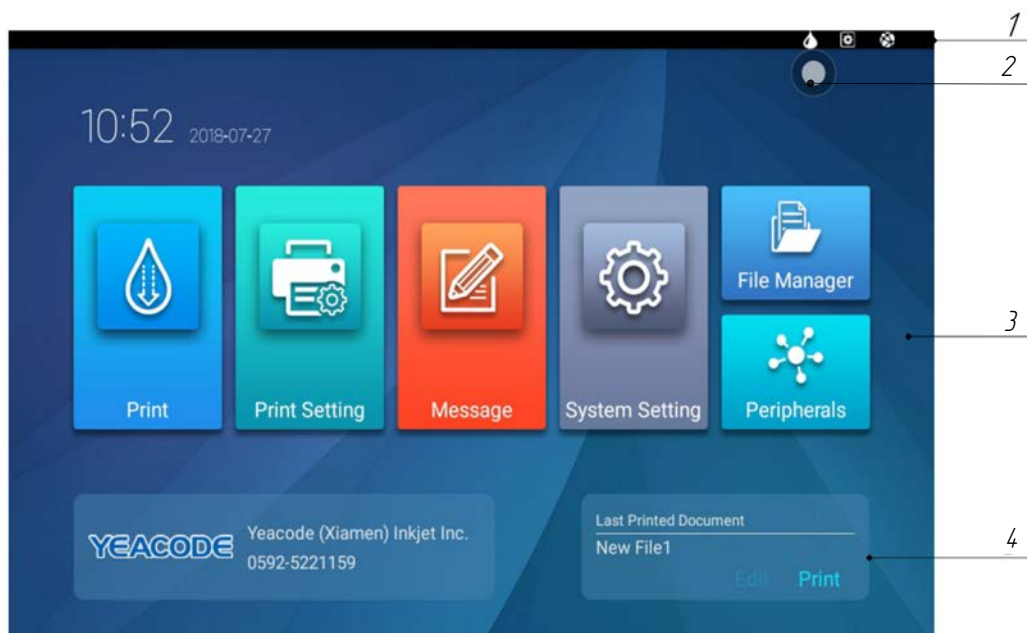 1
2
10:52 2018-07-27
File Manager
3
Print
Print Setting
Message
System Setting
Peripherals
YEACODE
Yeacode (Xiamen) Inkjet Inc.
0592-5221159
Last Printed Document
New File1
Edit Print
4